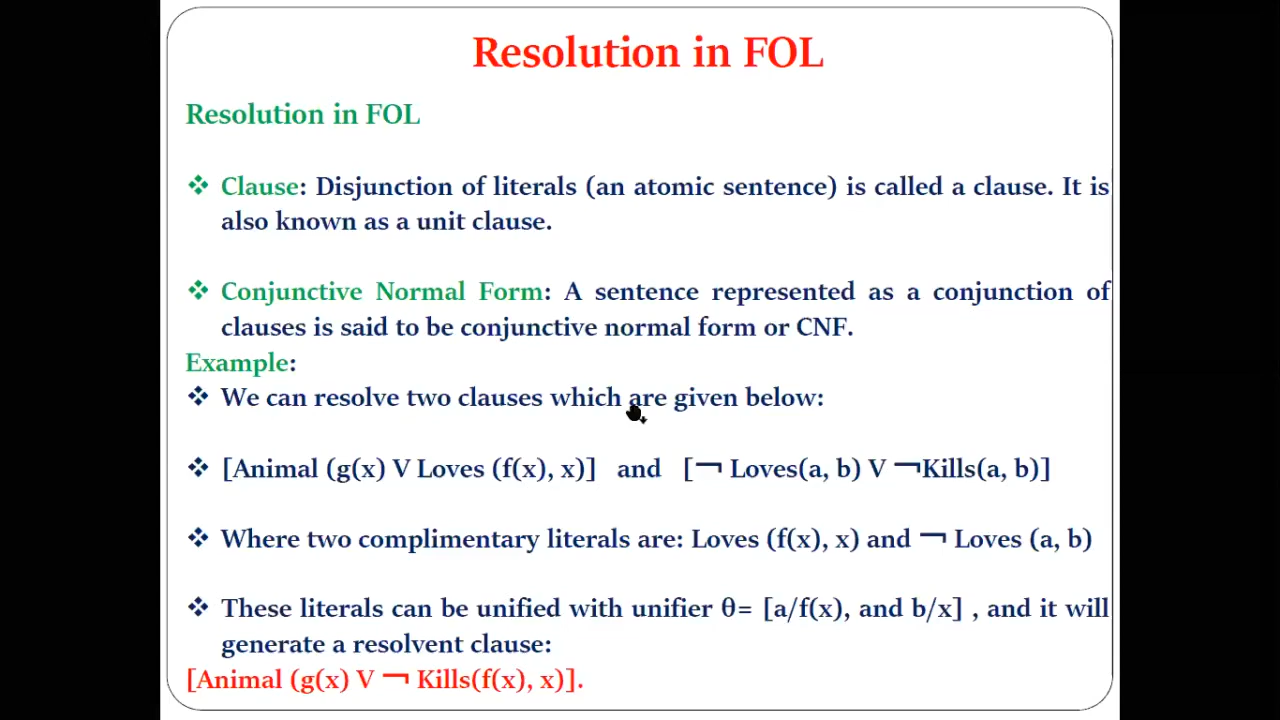 Resolution in FOL
Resolution in FOL
❖ Clause: Disjunction of literals (an atomic sentence) is called a clause. It is
also known as a unit clause.
❖ Conjunctive Normal Form: A sentence represented as a conjunction of
clauses is said to be conjunctive normal form or CNF.
Example:
❖ We can resolve two clauses which are given below:
❖ [Animal (g(x) V Loves (f(x), x)] and [¬ Loves(a, b) V ¬Kills(a, b)]
❖ Where two complimentary literals are: Loves (f(x), x) and ¬ Loves (a, b)
❖ These literals can be unified with unifier θ= [a/f(x), and b/x] , and it will
generate a resolvent clause:
[Animal (g(x) V ¬ Kills(f(x), x)].